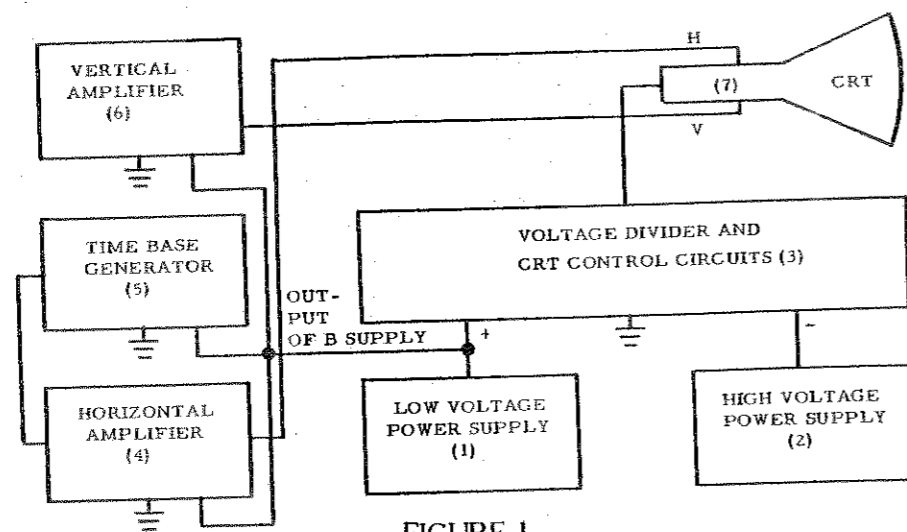 VERTICAL
AMPLIFIER
(6)
H
(7)
CRT
V
TIME BASE
GENERATOR
(5)
VOLTAGE DIVIDER AND
CRT CONTROL CIRCUITS (3)
OUT-
PUT
OF B SUPPLY
+
-
HORIZONTAL
AMPLIFIER
(4)
LOW VOLTAGE
POWER SUPPLY
(1)
HIGH VOLTAGE
POWER SUPPLY
(2)
FIGURE 1